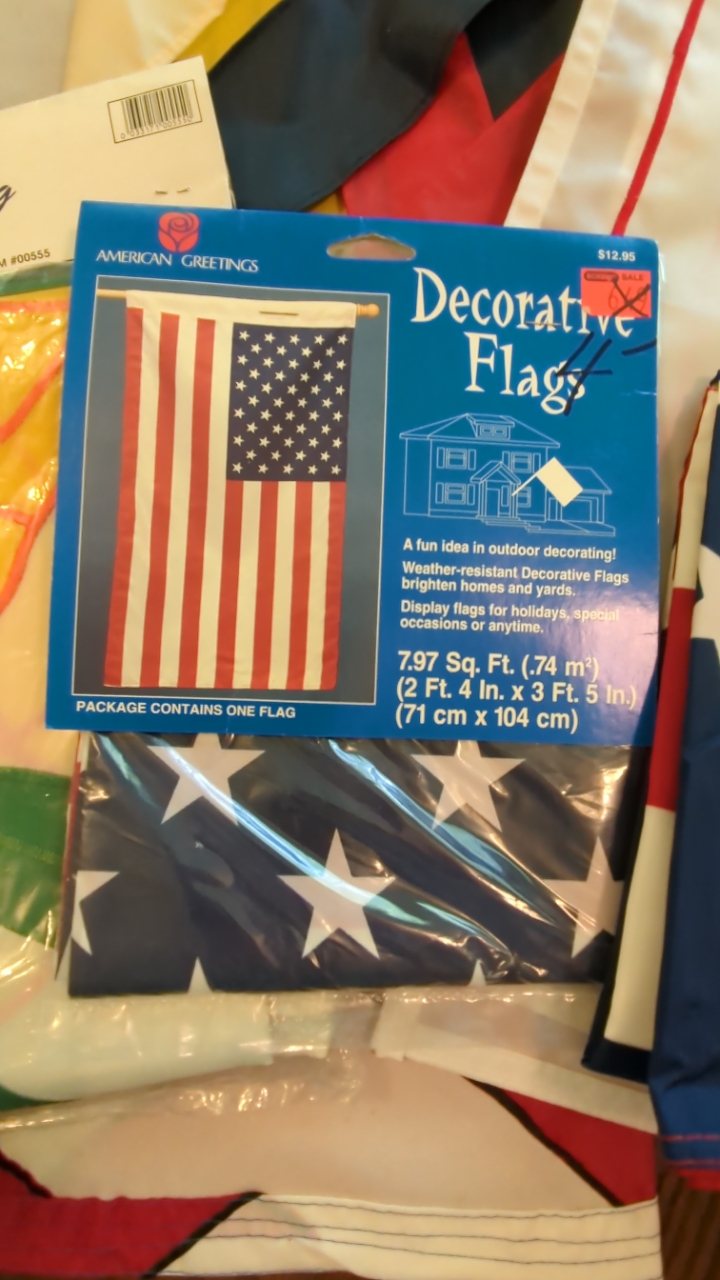 M #00555
AMERICAN GREETINGS
$12.95
SALE
Decorative
Flags
4-
A fun idea in outdoor decorating!
Weather-resistant Decorative Flags
brighten homes and yards.
Display flags for holidays, special
occasions or anytime.
7.97 Sq. Ft. (.74 m²)
(2 Ft. 4 In. x 3 Ft. 5 In.)
(71 cm x 104 cm)
PACKAGE CONTAINS ONE FLAG